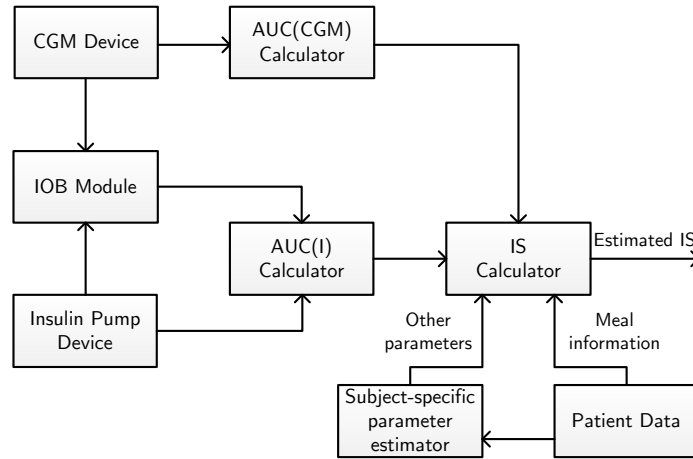 CGM Device
AUC(CGM)
Calculator
IOB Module
AUC(I)
Calculator
IS
Calculator
Estimated IS
Insulin Pump
Device
Other
parameters
Meal
information
Subject-specific
parameter
estimator
Patient Data